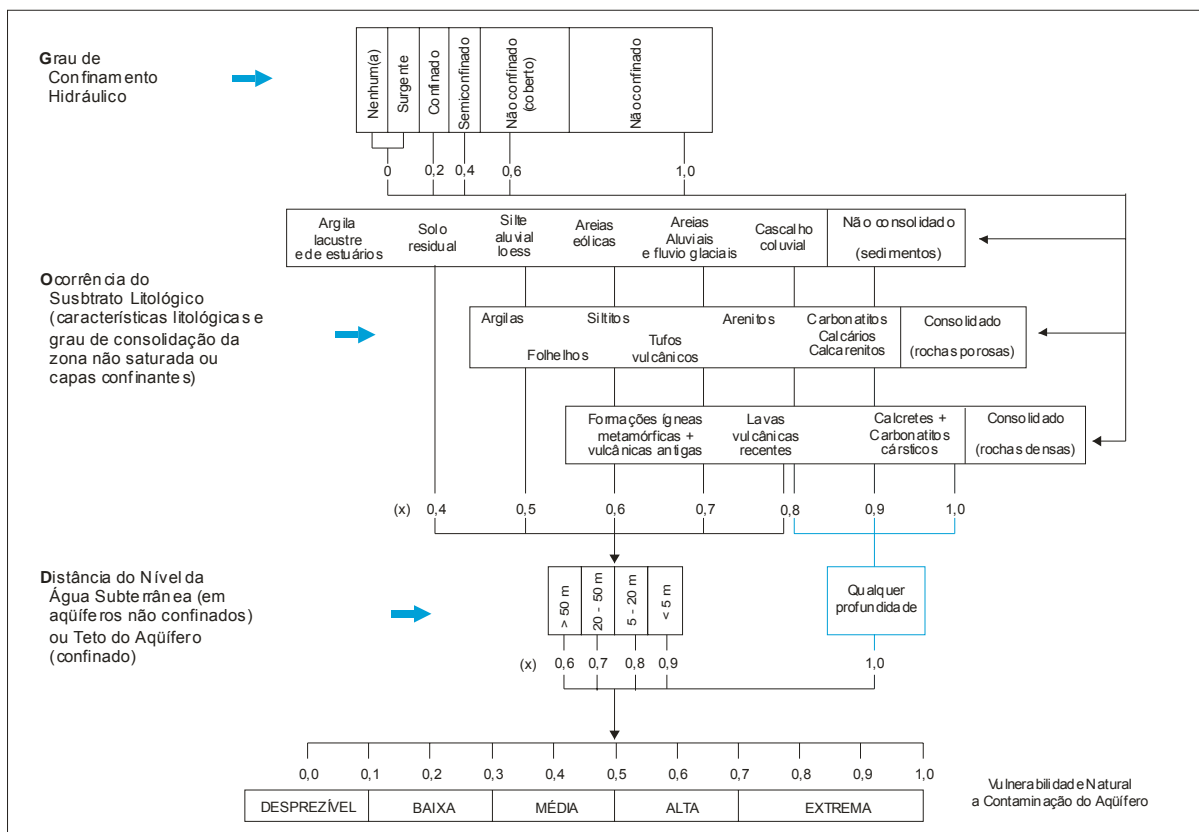 Grau de
Confinamento
Hidráulico
Nenhum(a)
Surgente
Confinado
Semiconfinado
Não confinado
(coberto)
Não confinado
0
0,2
0,4
0,6
1,0
Argila
lacustre
e de estuários
Solo
residual
Silte
aluvial
loess
Areias
eólicas
Areias
Aluviais
e fluvio glaciais
Cascalho
coluvial
Não consolidado
(sedimentos)
Ocorrência do
Susbtrato Litológico
(características litológicas e
grau de consolidação da
zona não saturada ou
capas confinantes)
Argilas
Folhelhos
Siltitos
Tufos
vulcânicos
Arenitos
Carbonatitos
Calcários
Calcarenitos
Consolidado
(rochas porosas)
Formações ígneas
metamórficas +
vulcânicas antigas
Lavas
vulcânicas
recentes
Calcretes +
Carbonatitos
cársticos
Consolidado
(rochas densas)
(x) 0,4 0,5 0,6 0,7 0,8 0,9 1,0
Distância do Nível da
Água Subterrânea (em
aqüíferos não confinados)
ou Teto do Aqüífero
(confinado)
> 50 m
20 - 50 m
5 - 20 m
< 5 m
Qualquer
profundidade
(x) 0,6 0,7 0,8 0,9 1,0
0,0 0,1 0,2 0,3 0,4 0,5 0,6 0,7 0,8 0,9 1,0
DESPREZÍVEL BAIXA MÉDIA ALTA EXTREMA
Vulnerabilidade Natural
a Contaminação do Aqüífero